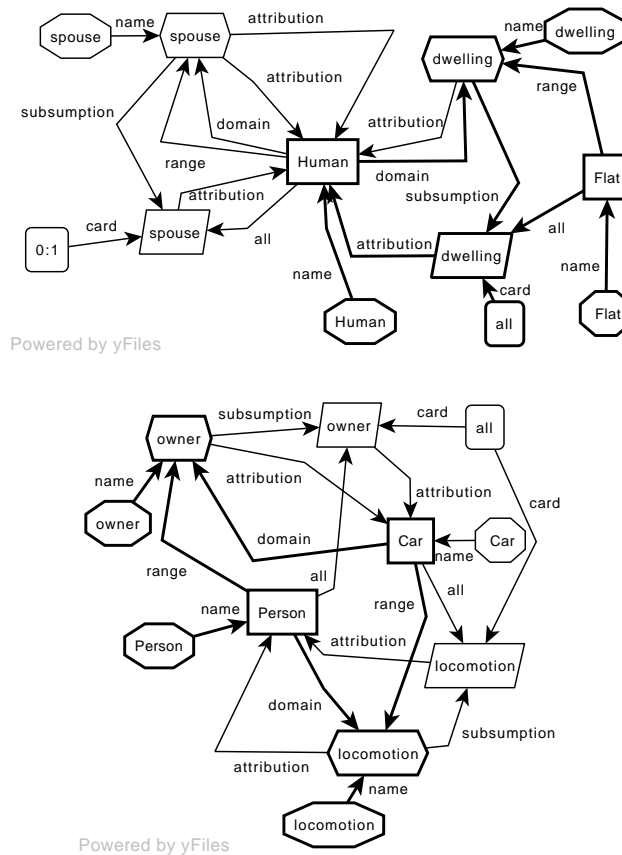 name
attribution
name
spouse
spouse
dwelling
dwelling
attribution
range
subsumption
attribution
domain
Human
range
domain
Flat
attribution
subsumption
spouse
card
0:1
all
attribution
dwelling
all
name
name
card
Human
all
Flat
Powered by yFiles
subsumption
owner
card
all
owner
name
attribution
attribution
card
owner
domain
Car
Car
name
range
all
all
name
Person
range
Person
attribution
locomotion
domain
subsumption
locomotion
attribution
name
locomotion
Powered by yFiles